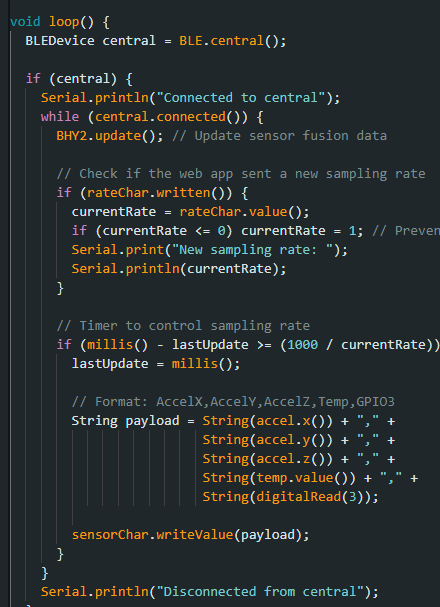 void loop() {
BLEDevice central = BLE.central();
if (central) {
Serial.println("Connected to central");
while (central.connected()) {
BHY2.update(); // Update sensor fusion data
// Check if the web app sent a new sampling rate
if (rateChar.written()) {
currentRate = rateChar.value();
if (currentRate <= 0) currentRate = 1; // Preven
Serial.print("New sampling rate: ");
Serial.println(currentRate);
}
// Timer to control sampling rate
if (millis() - lastUpdate >= (1000 / currentRate))
lastUpdate = millis();
// Format: AccelX,AccelY,AccelZ,Temp,GPIO3
String payload = String(accel.x()) + "," +
String(accel.y()) + "," +
String(accel.z()) + "," +
String(temp.value()) + "," +
String(digitalRead(3));
sensorChar.writeValue(payload);
}
}
Serial.println("Disconnected from central");